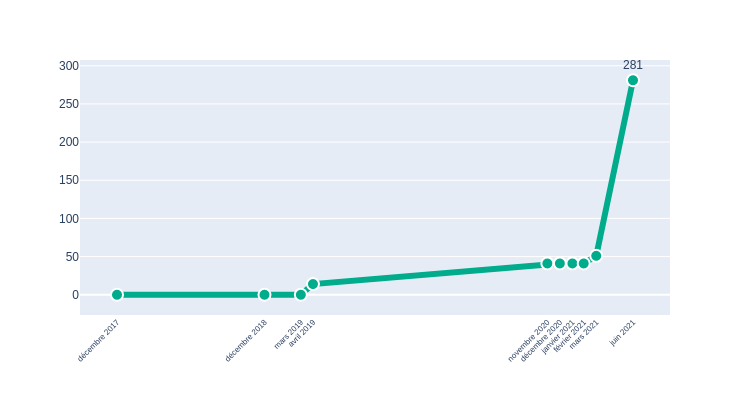 281
300
250
200
150
100
50
0
décembre 2017
décembre 2018
mars 2019
avril 2019
novembre 2020
décembre 2020
janvier 2021
février 2021
mars 2021
juin 2021